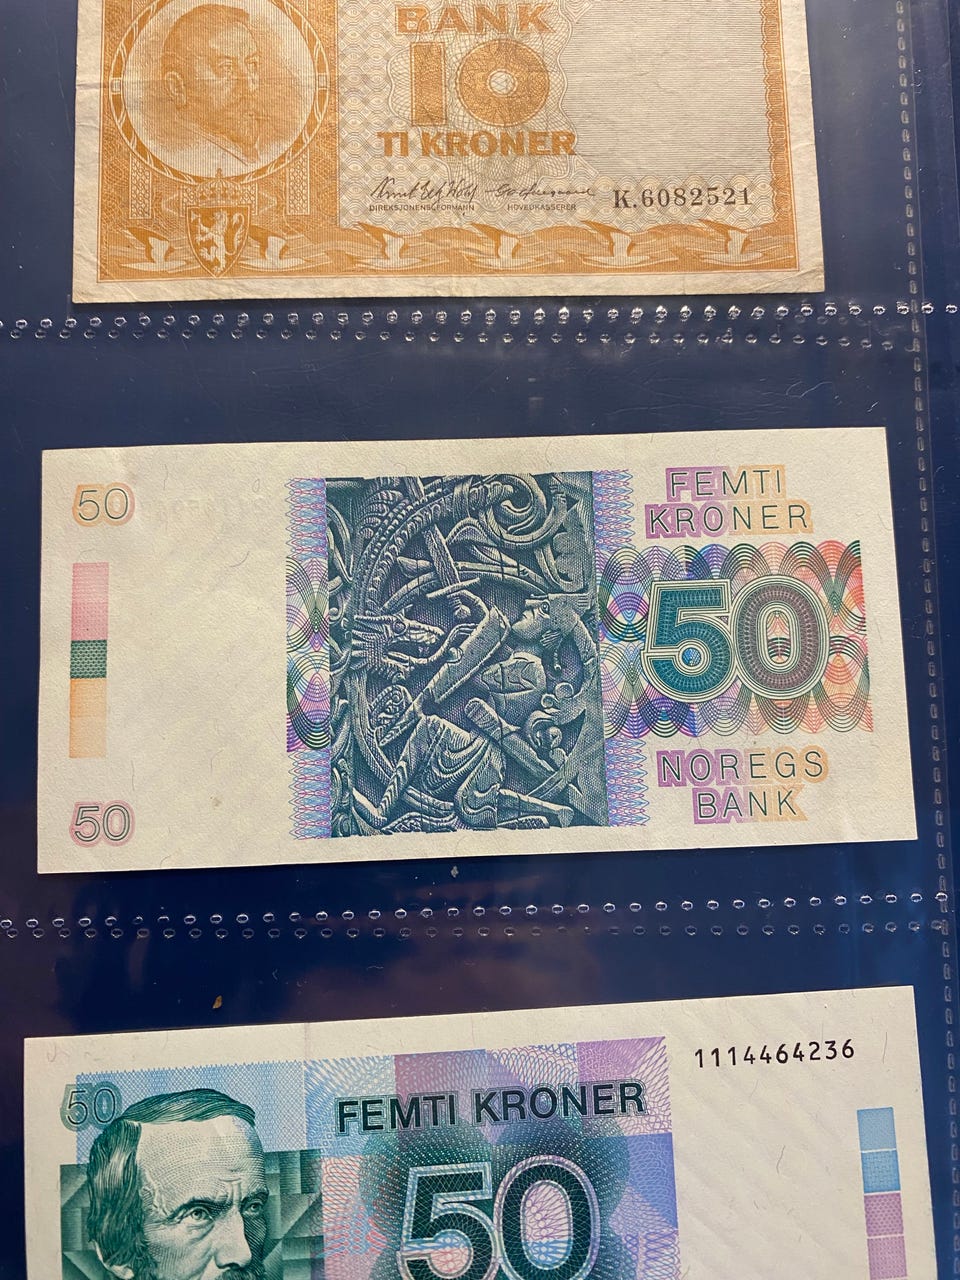 BANK
10
TI KRONER
DIREKSJONENS FORMANN
HOVEDKASSERER
K.6082521
50
FEMTI
KRONER
50
NOREGS
BANK
50
1114464236
50
FEMTI KRONER
50